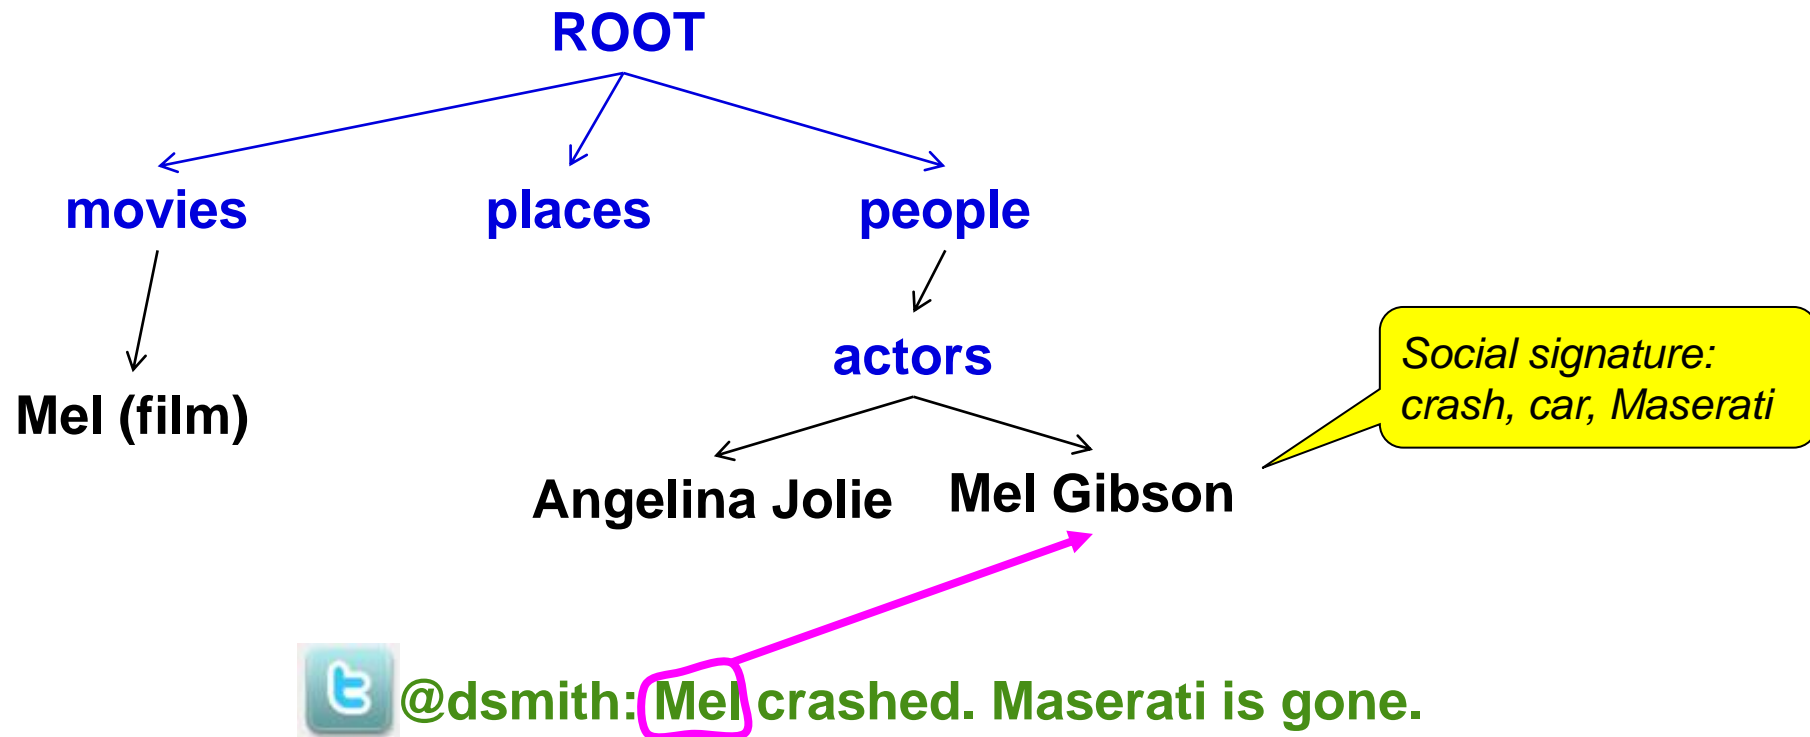 ROOT
movies places people
actors
Mel (film)
Angelina Jolie Mel Gibson
Social signature:
crash, car, Maserati
@dsmith: Mel crashed. Maserati is gone.